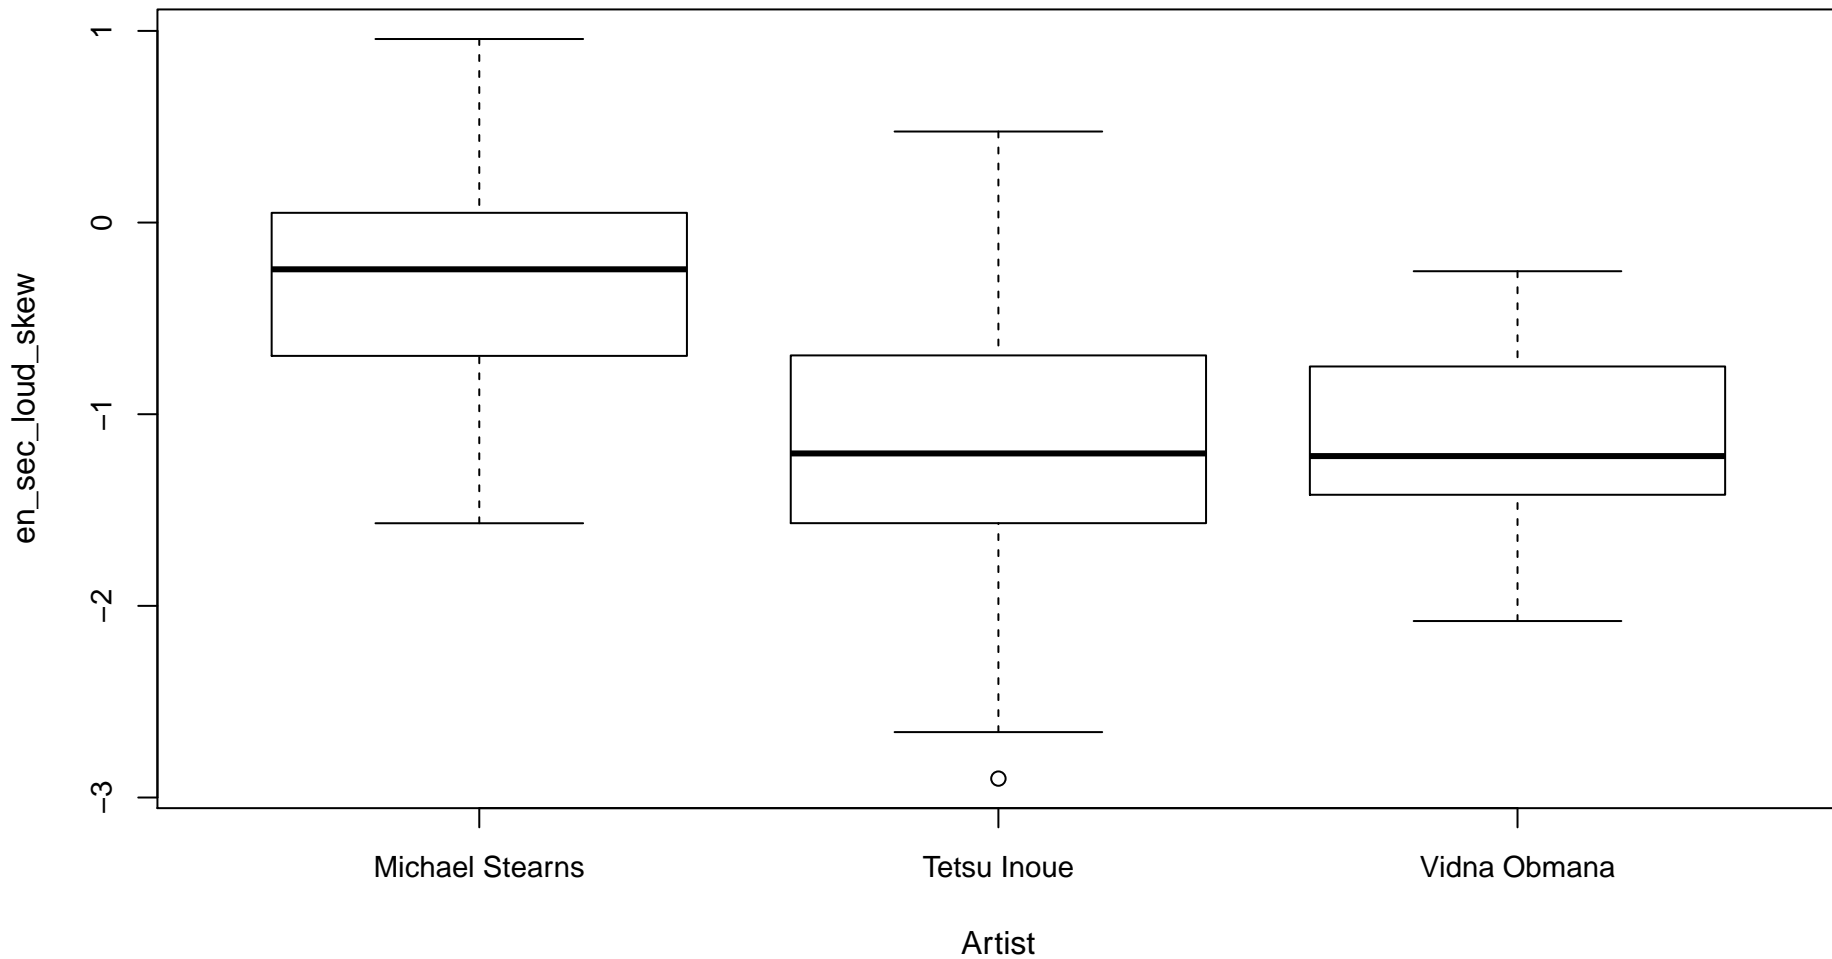 en_sec_loud_skew
1
0
−1
−2
−3
Michael Stearns
Tetsu Inoue
Vidna Obmana
Artist